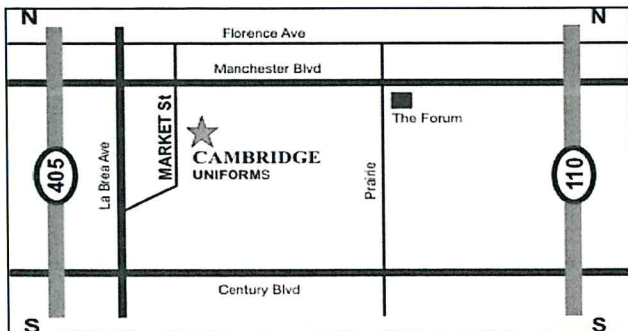 N
N
Florence Ave
Manchester Blvd
MARKET St
The Forum
CAMBRIDGE
UNIFORMS
405
La Brea Ave
Prairie
110
Century Blvd
S
S